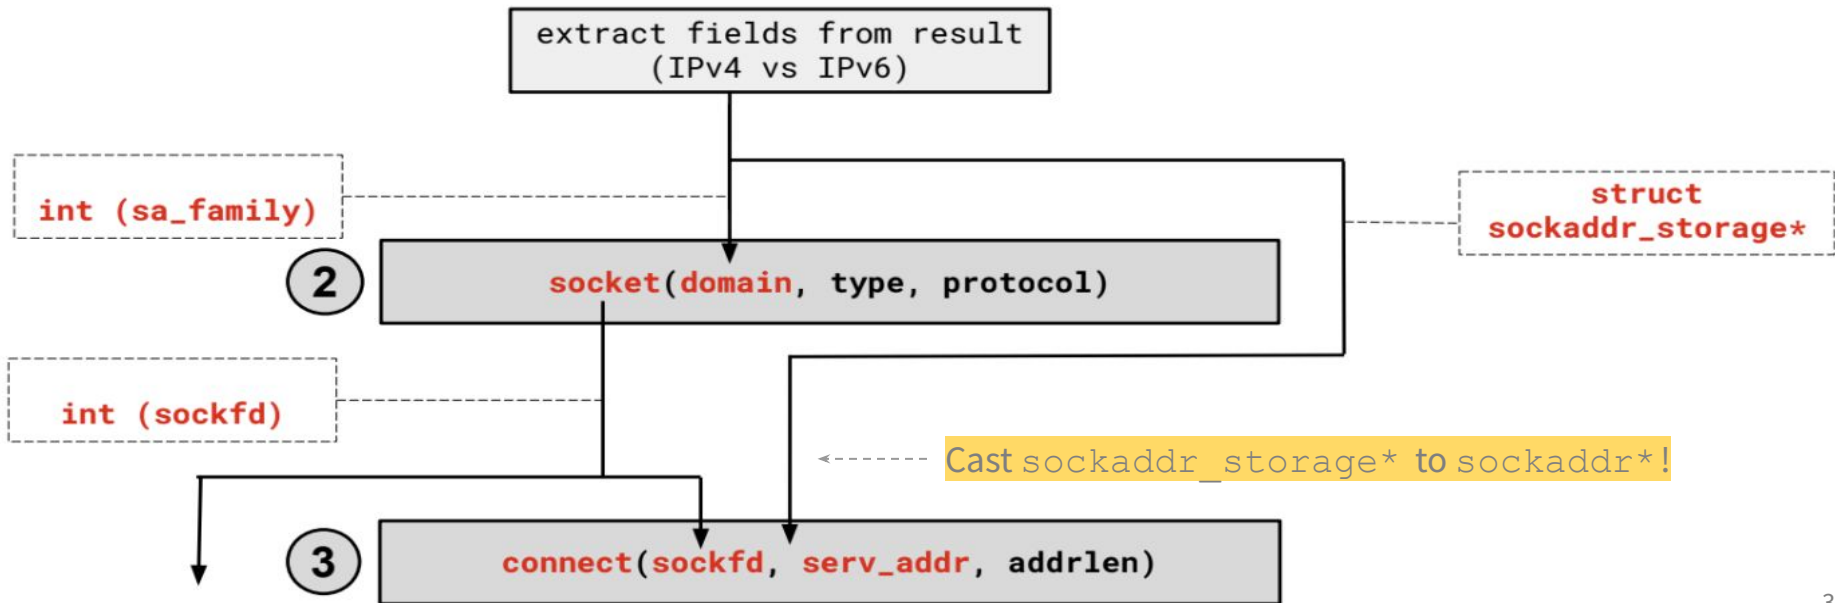 extract fields from result
(IPv4 vs IPv6)
int (sa_family)
struct
sockaddr_storage*
2
socket(domain, type, protocol)
int (sockfd)
Cast sockaddr_storage* to sockaddr*!
3
connect(sockfd, serv_addr, addrlen)